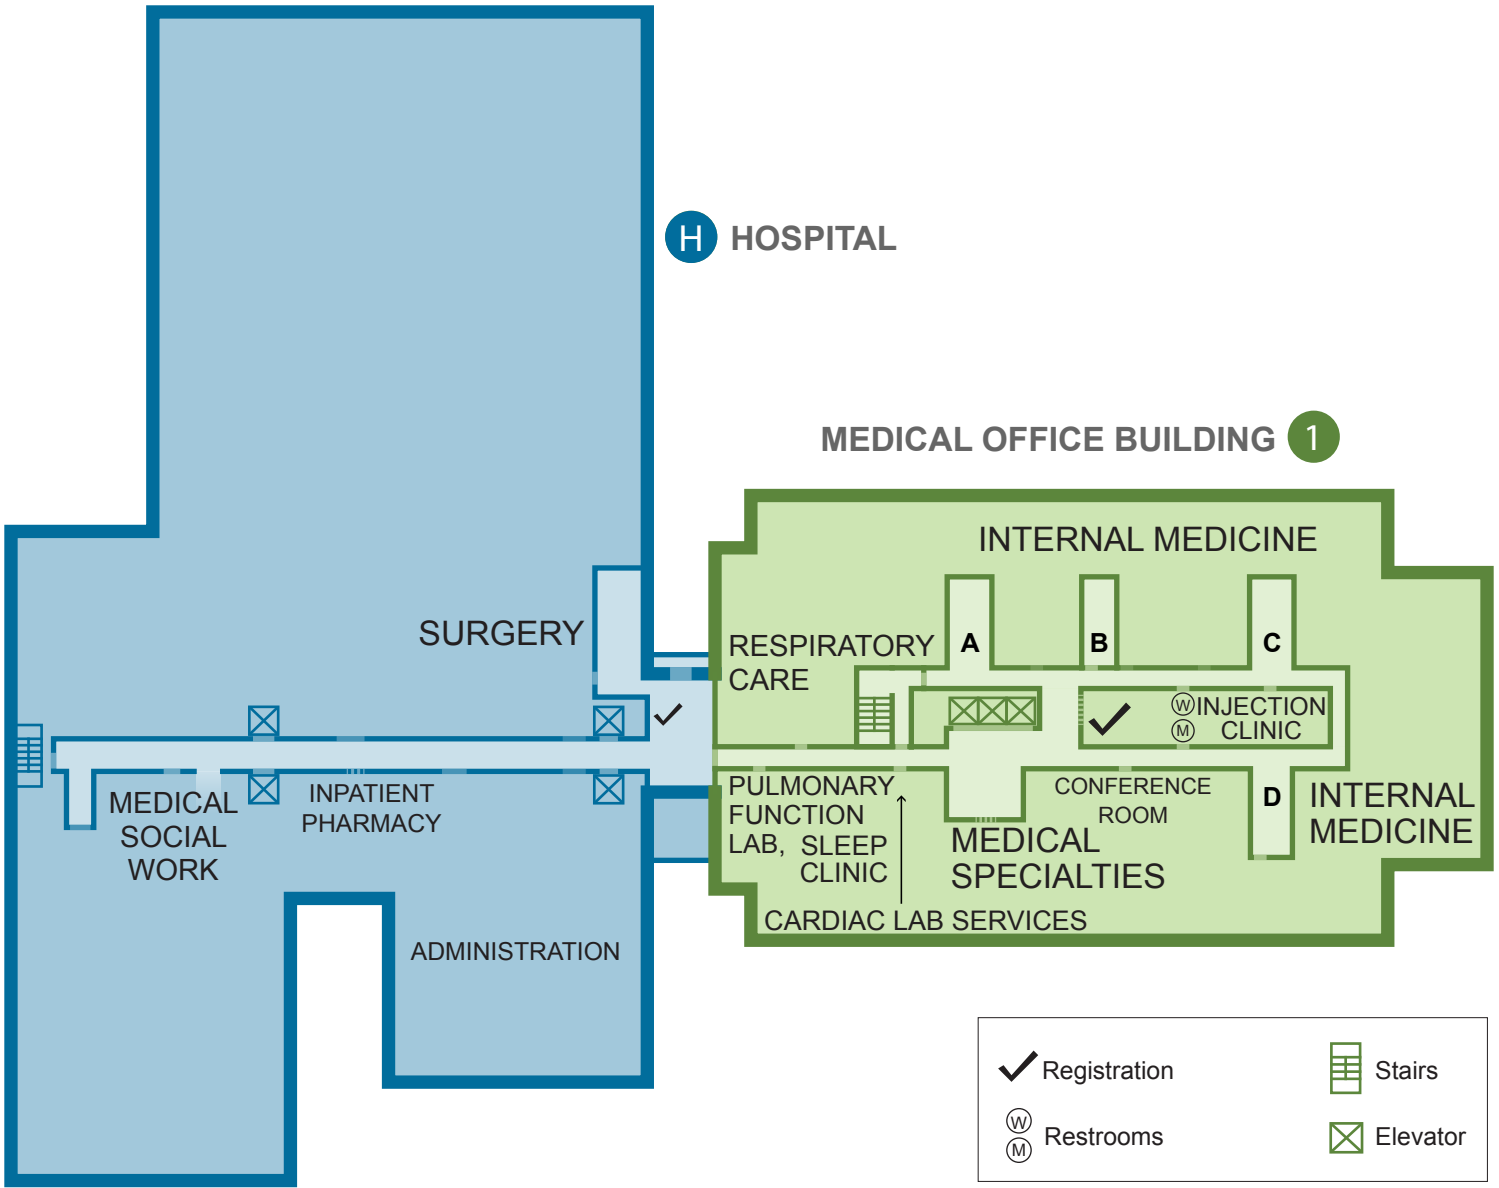 H HOSPITAL
MEDICAL OFFICE BUILDING 1
INTERNAL MEDICINE
SURGERY
RESPIRATORY
CARE
A
B
C
W
M
INJECTION
CLINIC
MEDICAL
SOCIAL
WORK
INPATIENT
PHARMACY
PULMONARY
FUNCTION
LAB,
SLEEP
CLINIC
CONFERENCE
ROOM
D
INTERNAL
MEDICINE
MEDICAL
SPECIALTIES
CARDIAC LAB SERVICES
ADMINISTRATION
Registration
Stairs
W
M
Restrooms
Elevator